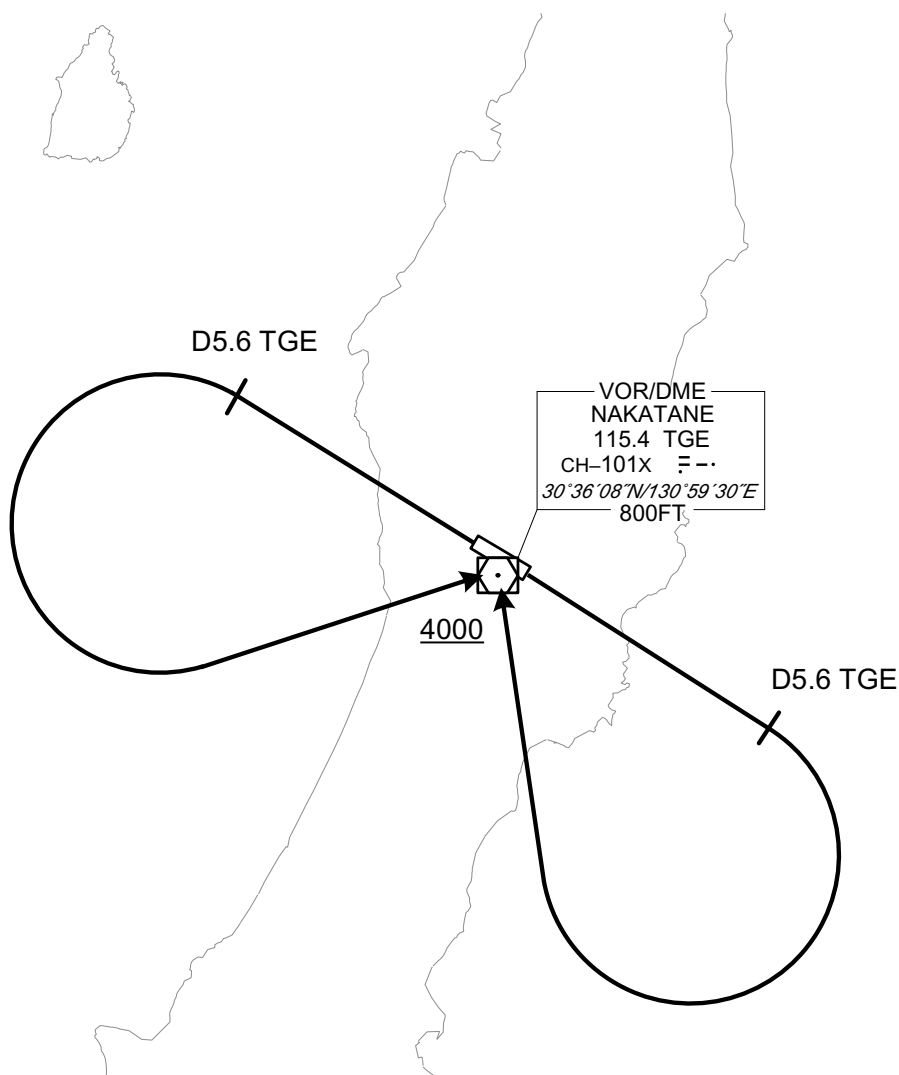 D5.6 TGE
VOR/DME
NAKATANE
115.4 TGE
CH–101X
30°36′08″N/130°59′30″E
800FT
4000
D5.6 TGE